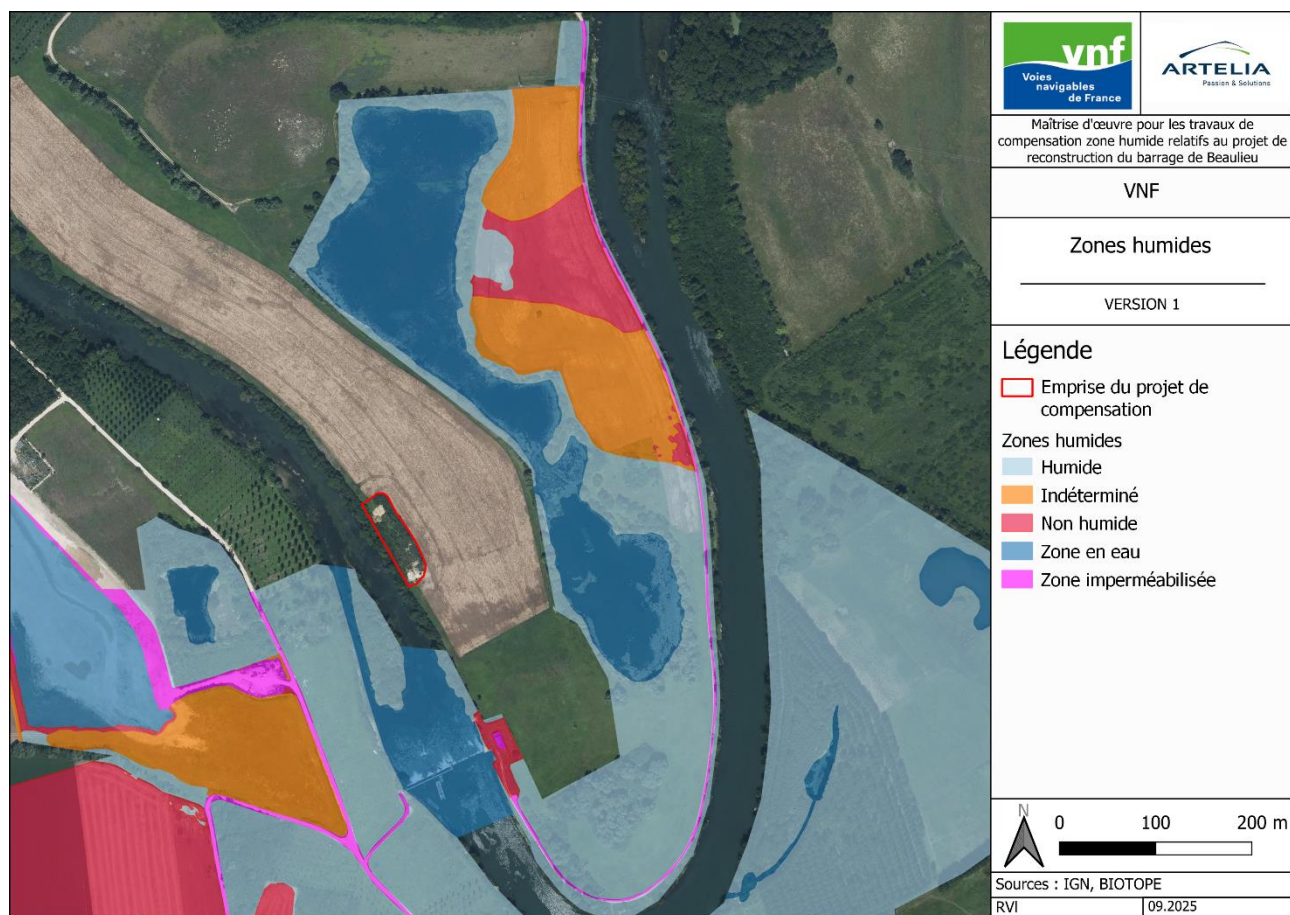 vnf
Voies
navigables
de France
ARTELIA
Passion & Solutions
Maîtrise d'œuvre pour les travaux de
compensation zone humide relatifs au projet de
reconstruction du barrage de Beaulieu
VNF
Zones humides
VERSION 1
Légende
Emprise du projet de
compensation
Zones humides
Humide
Indéterminé
Non humide
Zone en eau
Zone imperméabilisée
N
0 100 200 m
Sources : IGN, BIOTOPE
RVI 09.2025